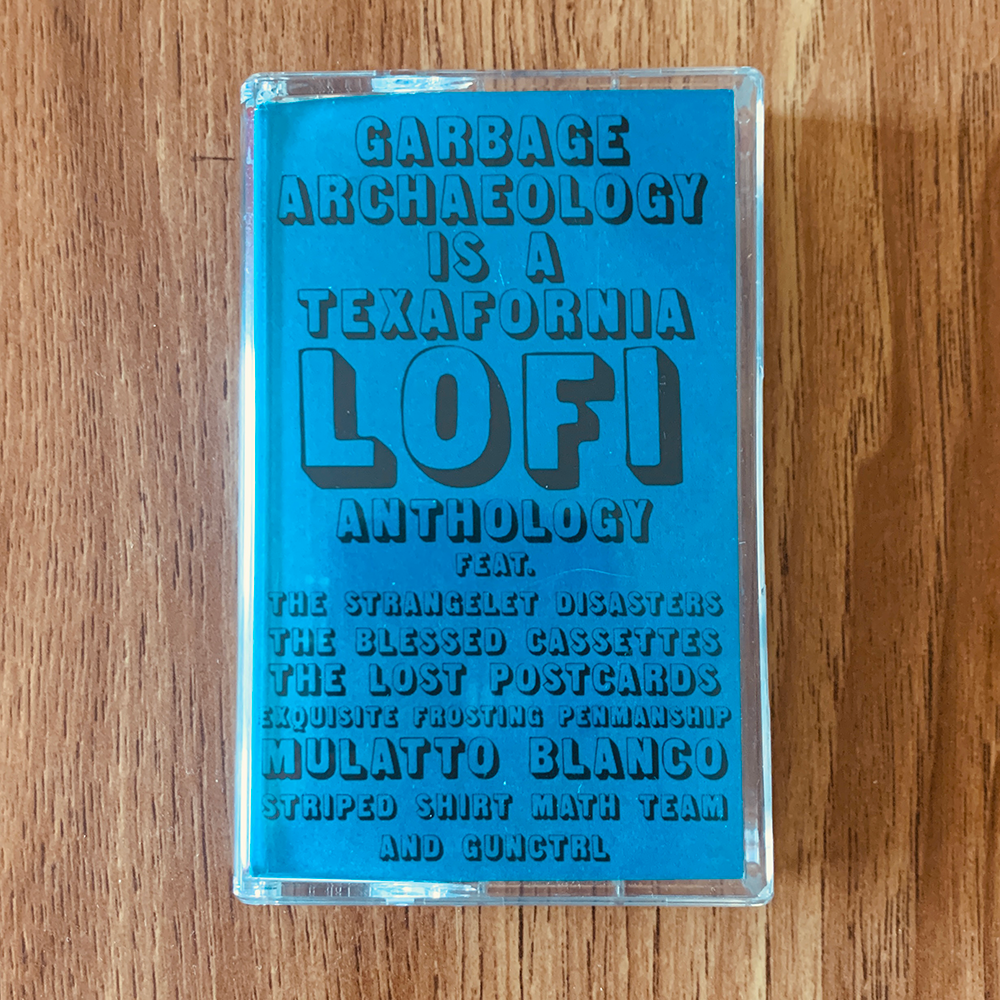 GARBAGE
ARCHAEOLOGY
IS A
TEXAFORNIA
LOFI
ANTHOLOGY
FEAT.
THE STRANGELET DISASTERS
THE BLESSED CASSETTES
THE LOST POSTCARDS
EXQUISITE FROSTING PENMANSHIP
MULATTO BLANCO
STRIPED SHIRT MATH TEAM
AND GUNCTRL